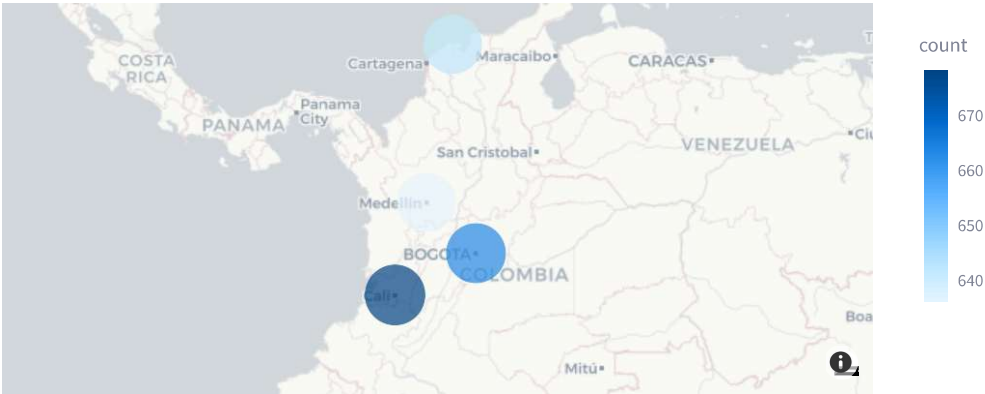 COSTA
RICA
Cartagena
Maracaibo
CARACAS
Panama
City
PANAMA
San Cristobal
VENEZUELA
Medellín
BOGOTA
COLOMBIA
Cali
Mitú
i
count
670
660
650
640